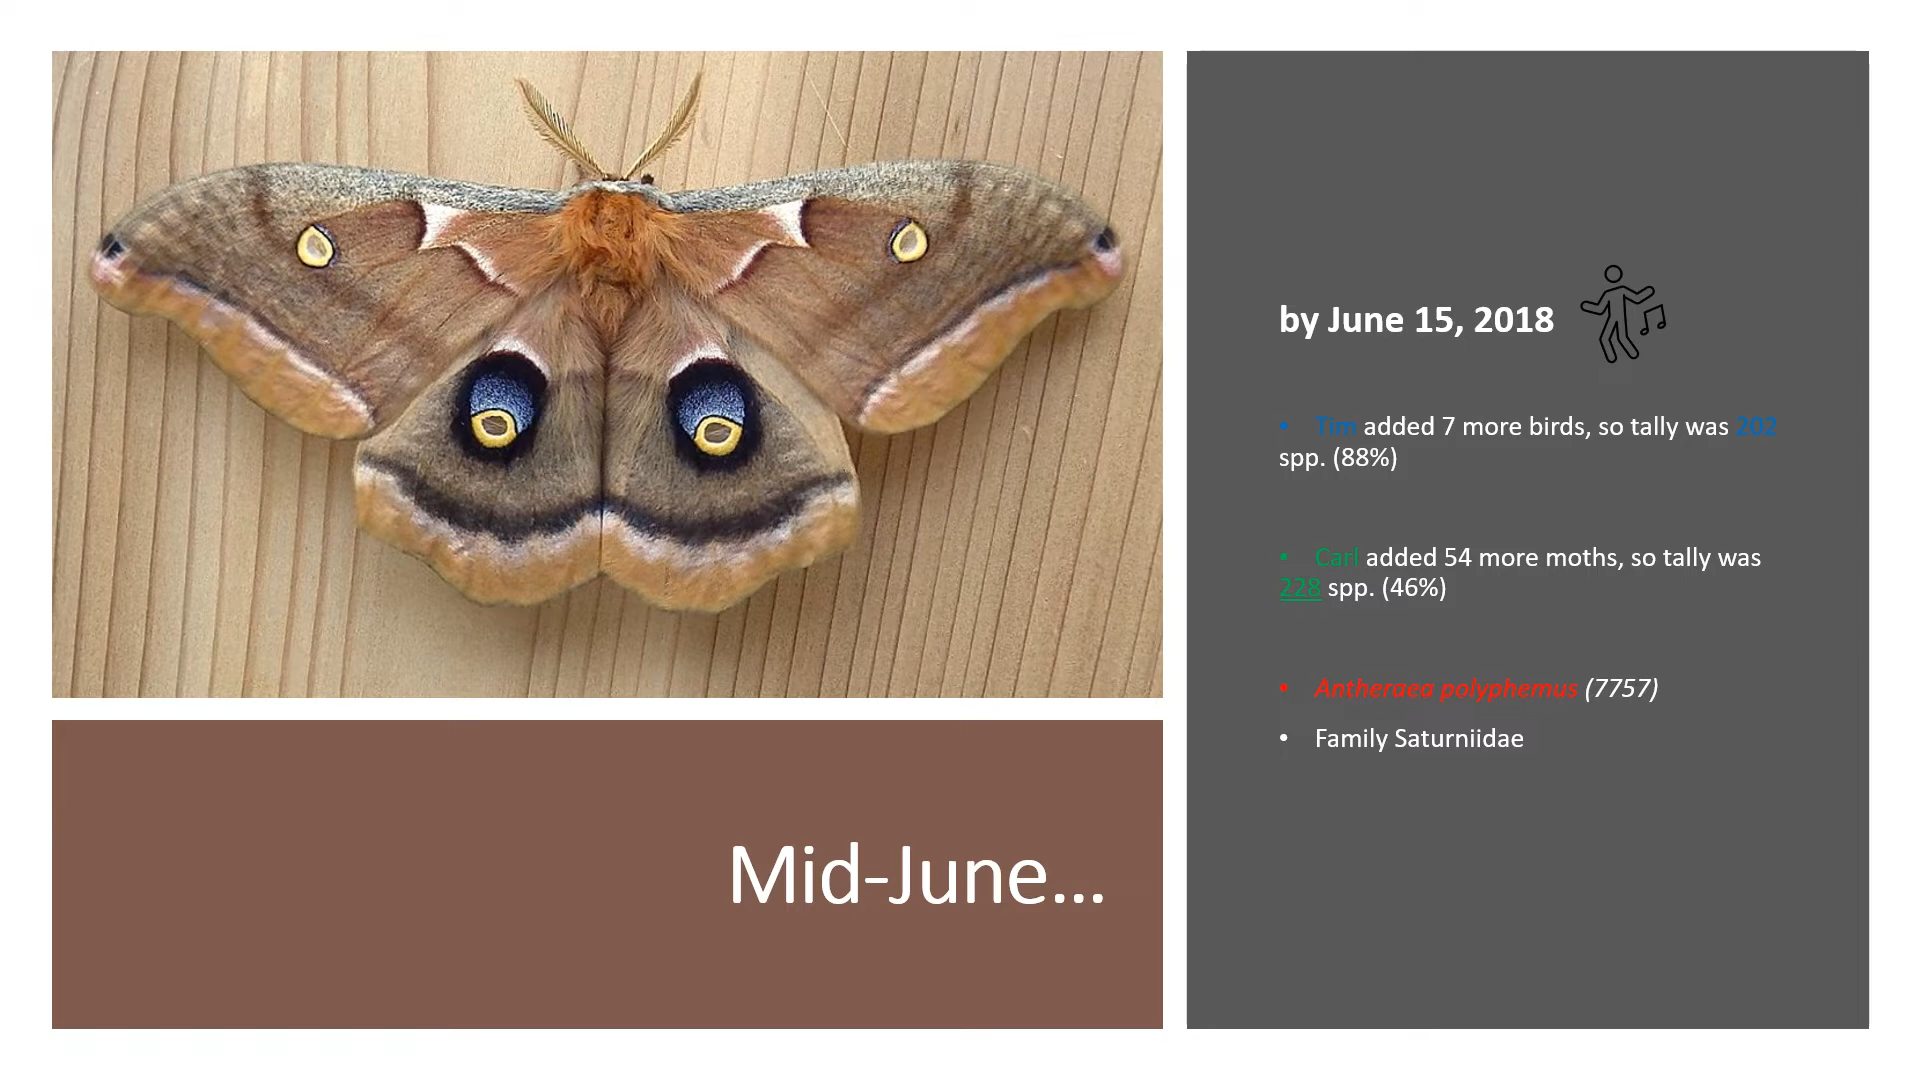 by June 15, 2018
• Tim added 7 more birds, so tally was 202
spp. (88%)
• Carl added 54 more moths, so tally was
228 spp. (46%)
• Antheraea polyphemus (7757)
• Family Saturniidae
Mid-June...